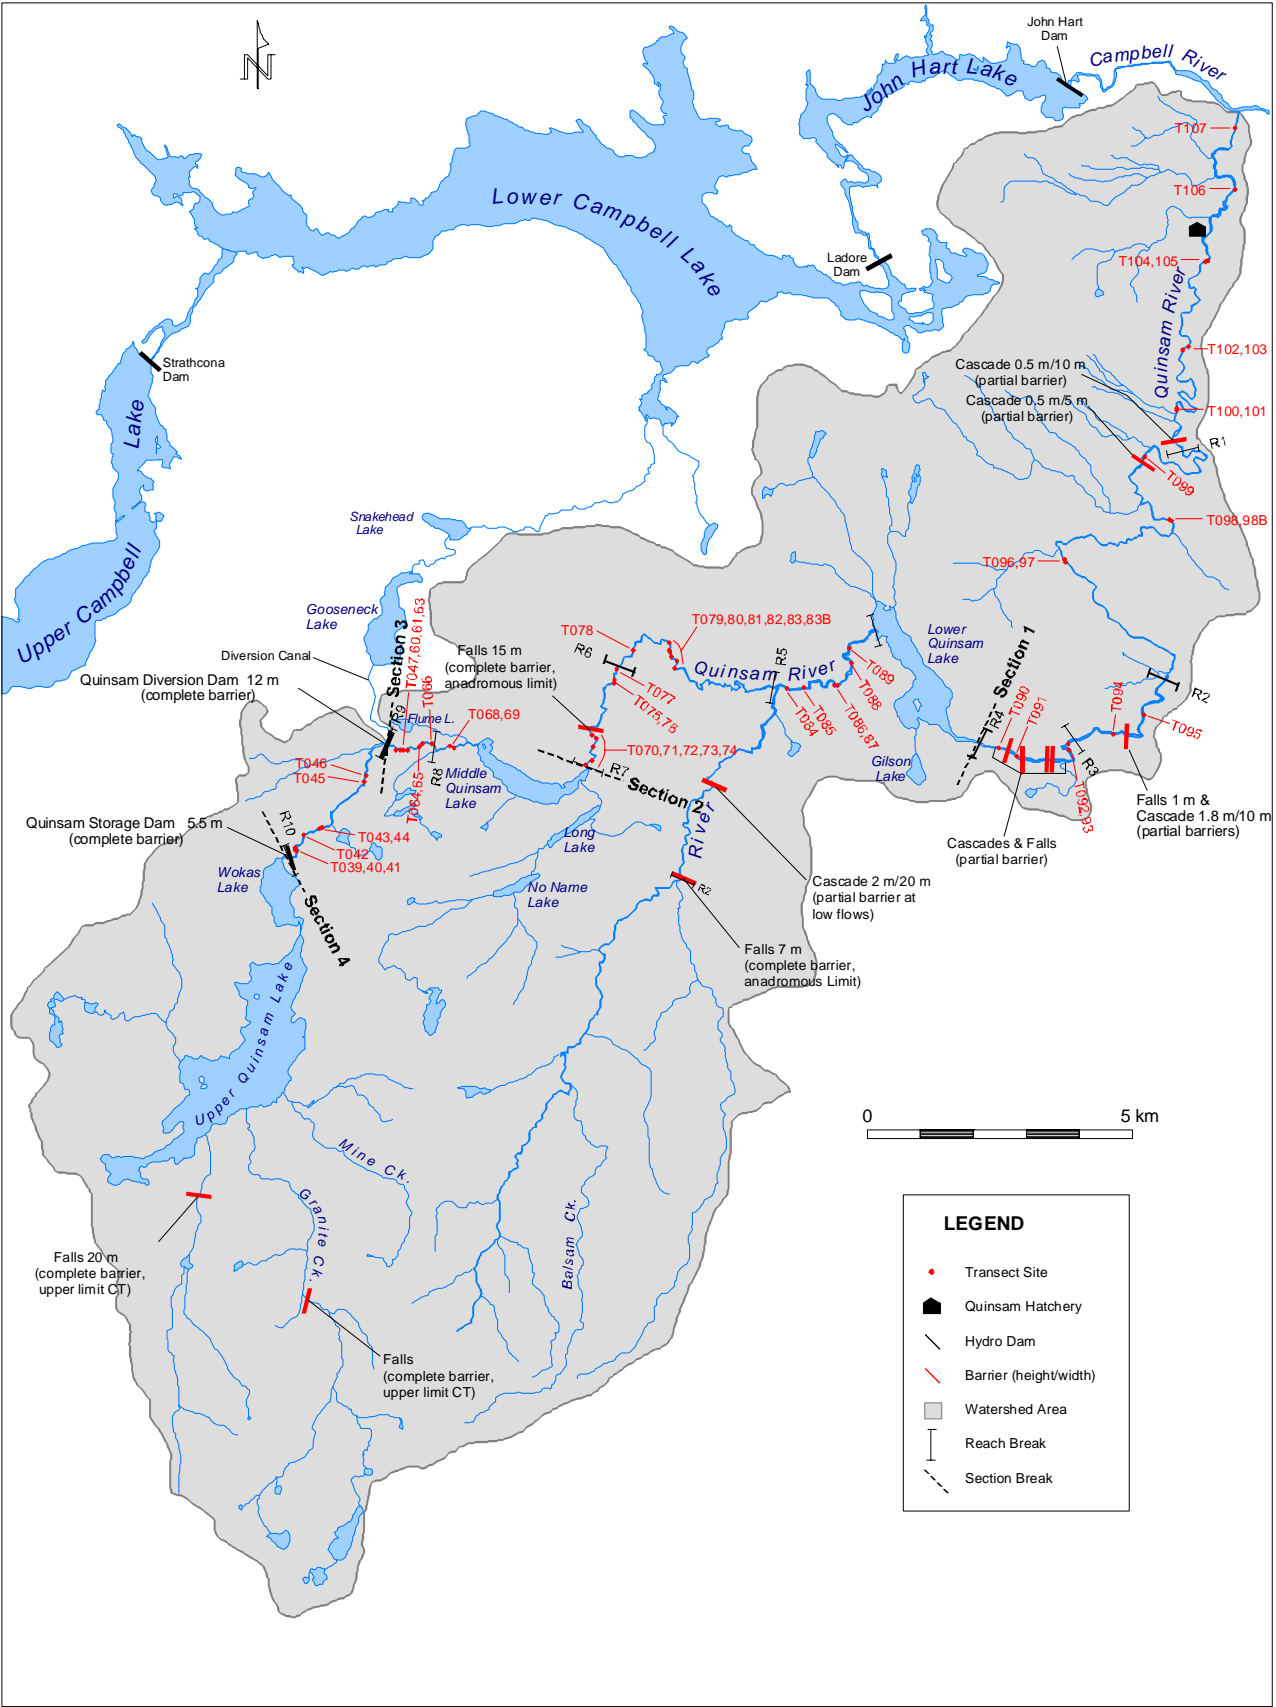 John Hart
Dam
Campbell River
John Hart Lake
T107
T106
Lower Campbell Lake
Ladore
Dam
T104,105
Quinsam River
Strathcona
Dam
T102,103
Cascade 0.5 m/10 m
(partial barrier)
Cascade 0.5 m/5 m
(partial barrier)
T100,101
R1
T099
Upper Campbell
Lake
Snakehead
Lake
T098,98B
T096,97
Gooseneck
Lake
Section 3
T047,60,61,63
T066
T078
T079,80,81,82,83,83B
Lower
Quinsam
Lake
Section 1
Diversion Canal
Falls 15 m
(complete barrier,
anadromous limit)
R6
Quinsam River
R5
T089
T088
Quinsam Diversion Dam 12 m
(complete barrier)
T077
T075,76
T084
T085
T086,87
R4
T090
T091
T094
R2
T095
R9
Flume L.
T068,69
T070,71,72,73,74
R3
T046
T045
T064,65
R8
Middle
Quinsam
Lake
R7
Section 2
Gilson
Lake
T092,93
Falls 1 m &
Cascade 1.8 m/10 m
(partial barriers)
Quinsam Storage Dam 5.5 m
(complete barrier)
R10
T043,44
T042
T039,40,41
Long
Lake
River
Cascades & Falls
(partial barrier)
Wokas
Lake
Section 4
No Name
Lake
R2
Cascade 2 m/20 m
(partial barrier at
low flows)
Falls 7 m
(complete barrier,
anadromous Limit)
Upper Quinsam Lake
0 5 km
Mine Ck.
Granite Ck.
Balsam Ck.
Falls 20 m
(complete barrier,
upper limit CT)
Falls
(complete barrier,
upper limit CT)
LEGEND
Transect Site
Quinsam Hatchery
Hydro Dam
Barrier (height/width)
Watershed Area
Reach Break
Section Break
N